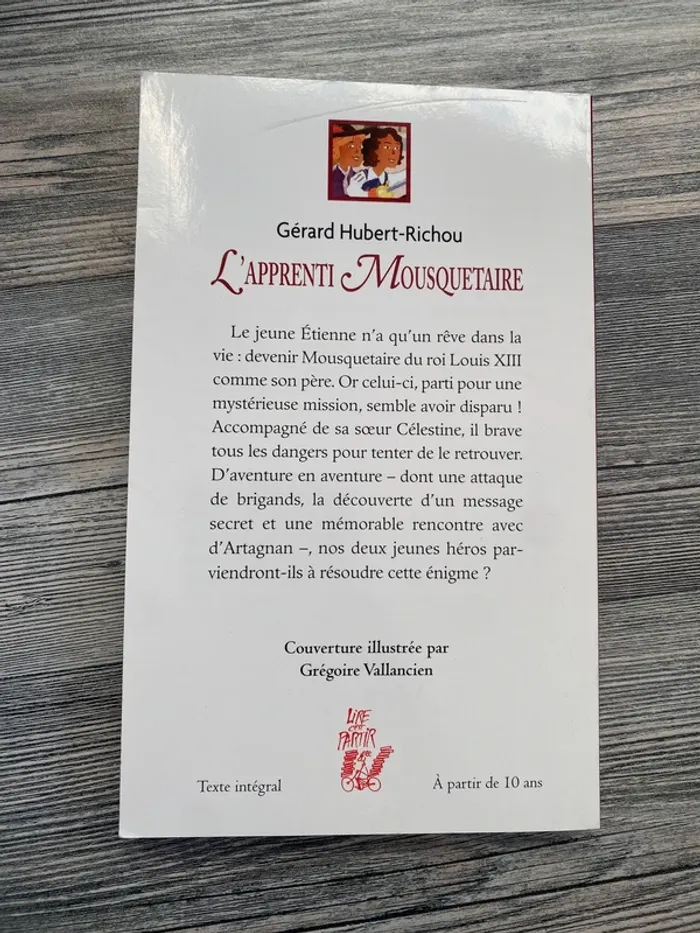 Gérard Hubert-Richou
L'APPRENTI MOUSQUETAIRE
Le jeune Étienne n'a qu'un rêve dans la
vie : devenir Mousquetaire du roi Louis XIII
comme son père. Or celui-ci, parti pour une
mystérieuse mission, semble avoir disparu !
Accompagné de sa sœur Célestine, il brave
tous les dangers pour tenter de le retrouver.
D'aventure en aventure – dont une attaque
de brigands, la découverte d'un message
secret et une mémorable rencontre avec
d'Artagnan –, nos deux jeunes héros par-
viendront-ils à résoudre cette énigme ?
Couverture illustrée par
Grégoire Vallancien
LIRE
C'EST
PARTIR
Texte intégral
À partir de 10 ans